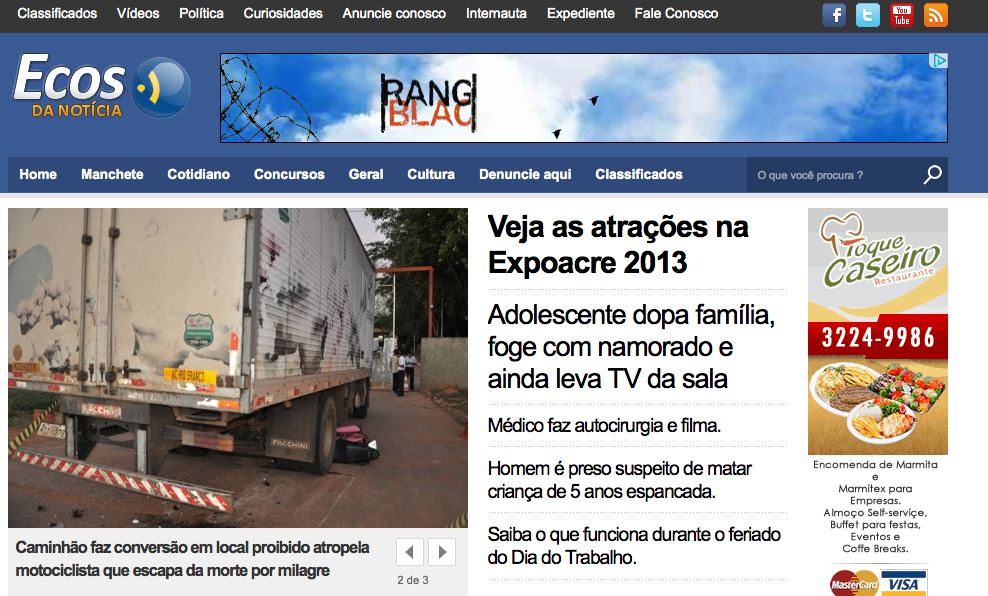 Classificados Vídeos Política Curiosidades Anuncie conosco Internauta Expediente Fale Conosco
You
Tube
Ecos
DA NOTÍCIA
RANG
BLAC
Home Manchete Cotidiano Concursos Geral Cultura Denuncie aqui Classificados
O que você procura ?
AC-RIO BRANCO
FACCHINI
FACCHINI
Caminhão faz conversão em local proibido atropela
motociclista que escapa da morte por milagre
2 de 3
Veja as atrações na
Expoacre 2013
Adolescente dopa família,
foge com namorado e
ainda leva TV da sala
Médico faz autocirurgia e filma.
Homem é preso suspeito de matar
criança de 5 anos espancada.
Saiba o que funciona durante o feriado
do Dia do Trabalho.
Toque
Caseiro
Restaurante
3224-9986
Encomenda de Marmita
e
Marmitex para
Empresas.
Almoço Self-serviçe,
Buffet para festas,
Eventos e
Coffe Breaks.
MasterCard VISA